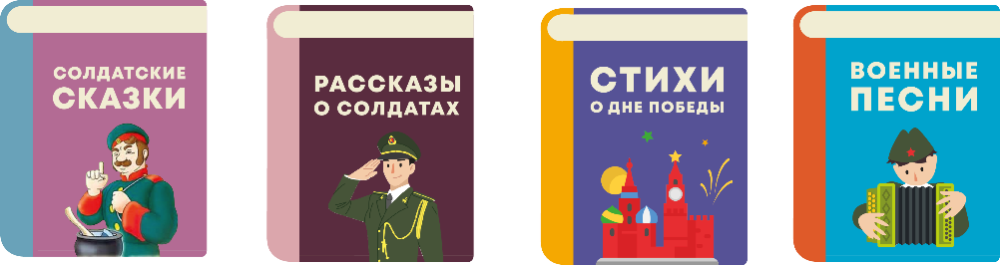 СОЛДАТСКИЕ
СКАЗКИ
РАССКАЗЫ
О СОЛДАТАХ
СТИХИ
О ДНЕ ПОБЕДЫ
ВОЕННЫЕ
ПЕСНИ